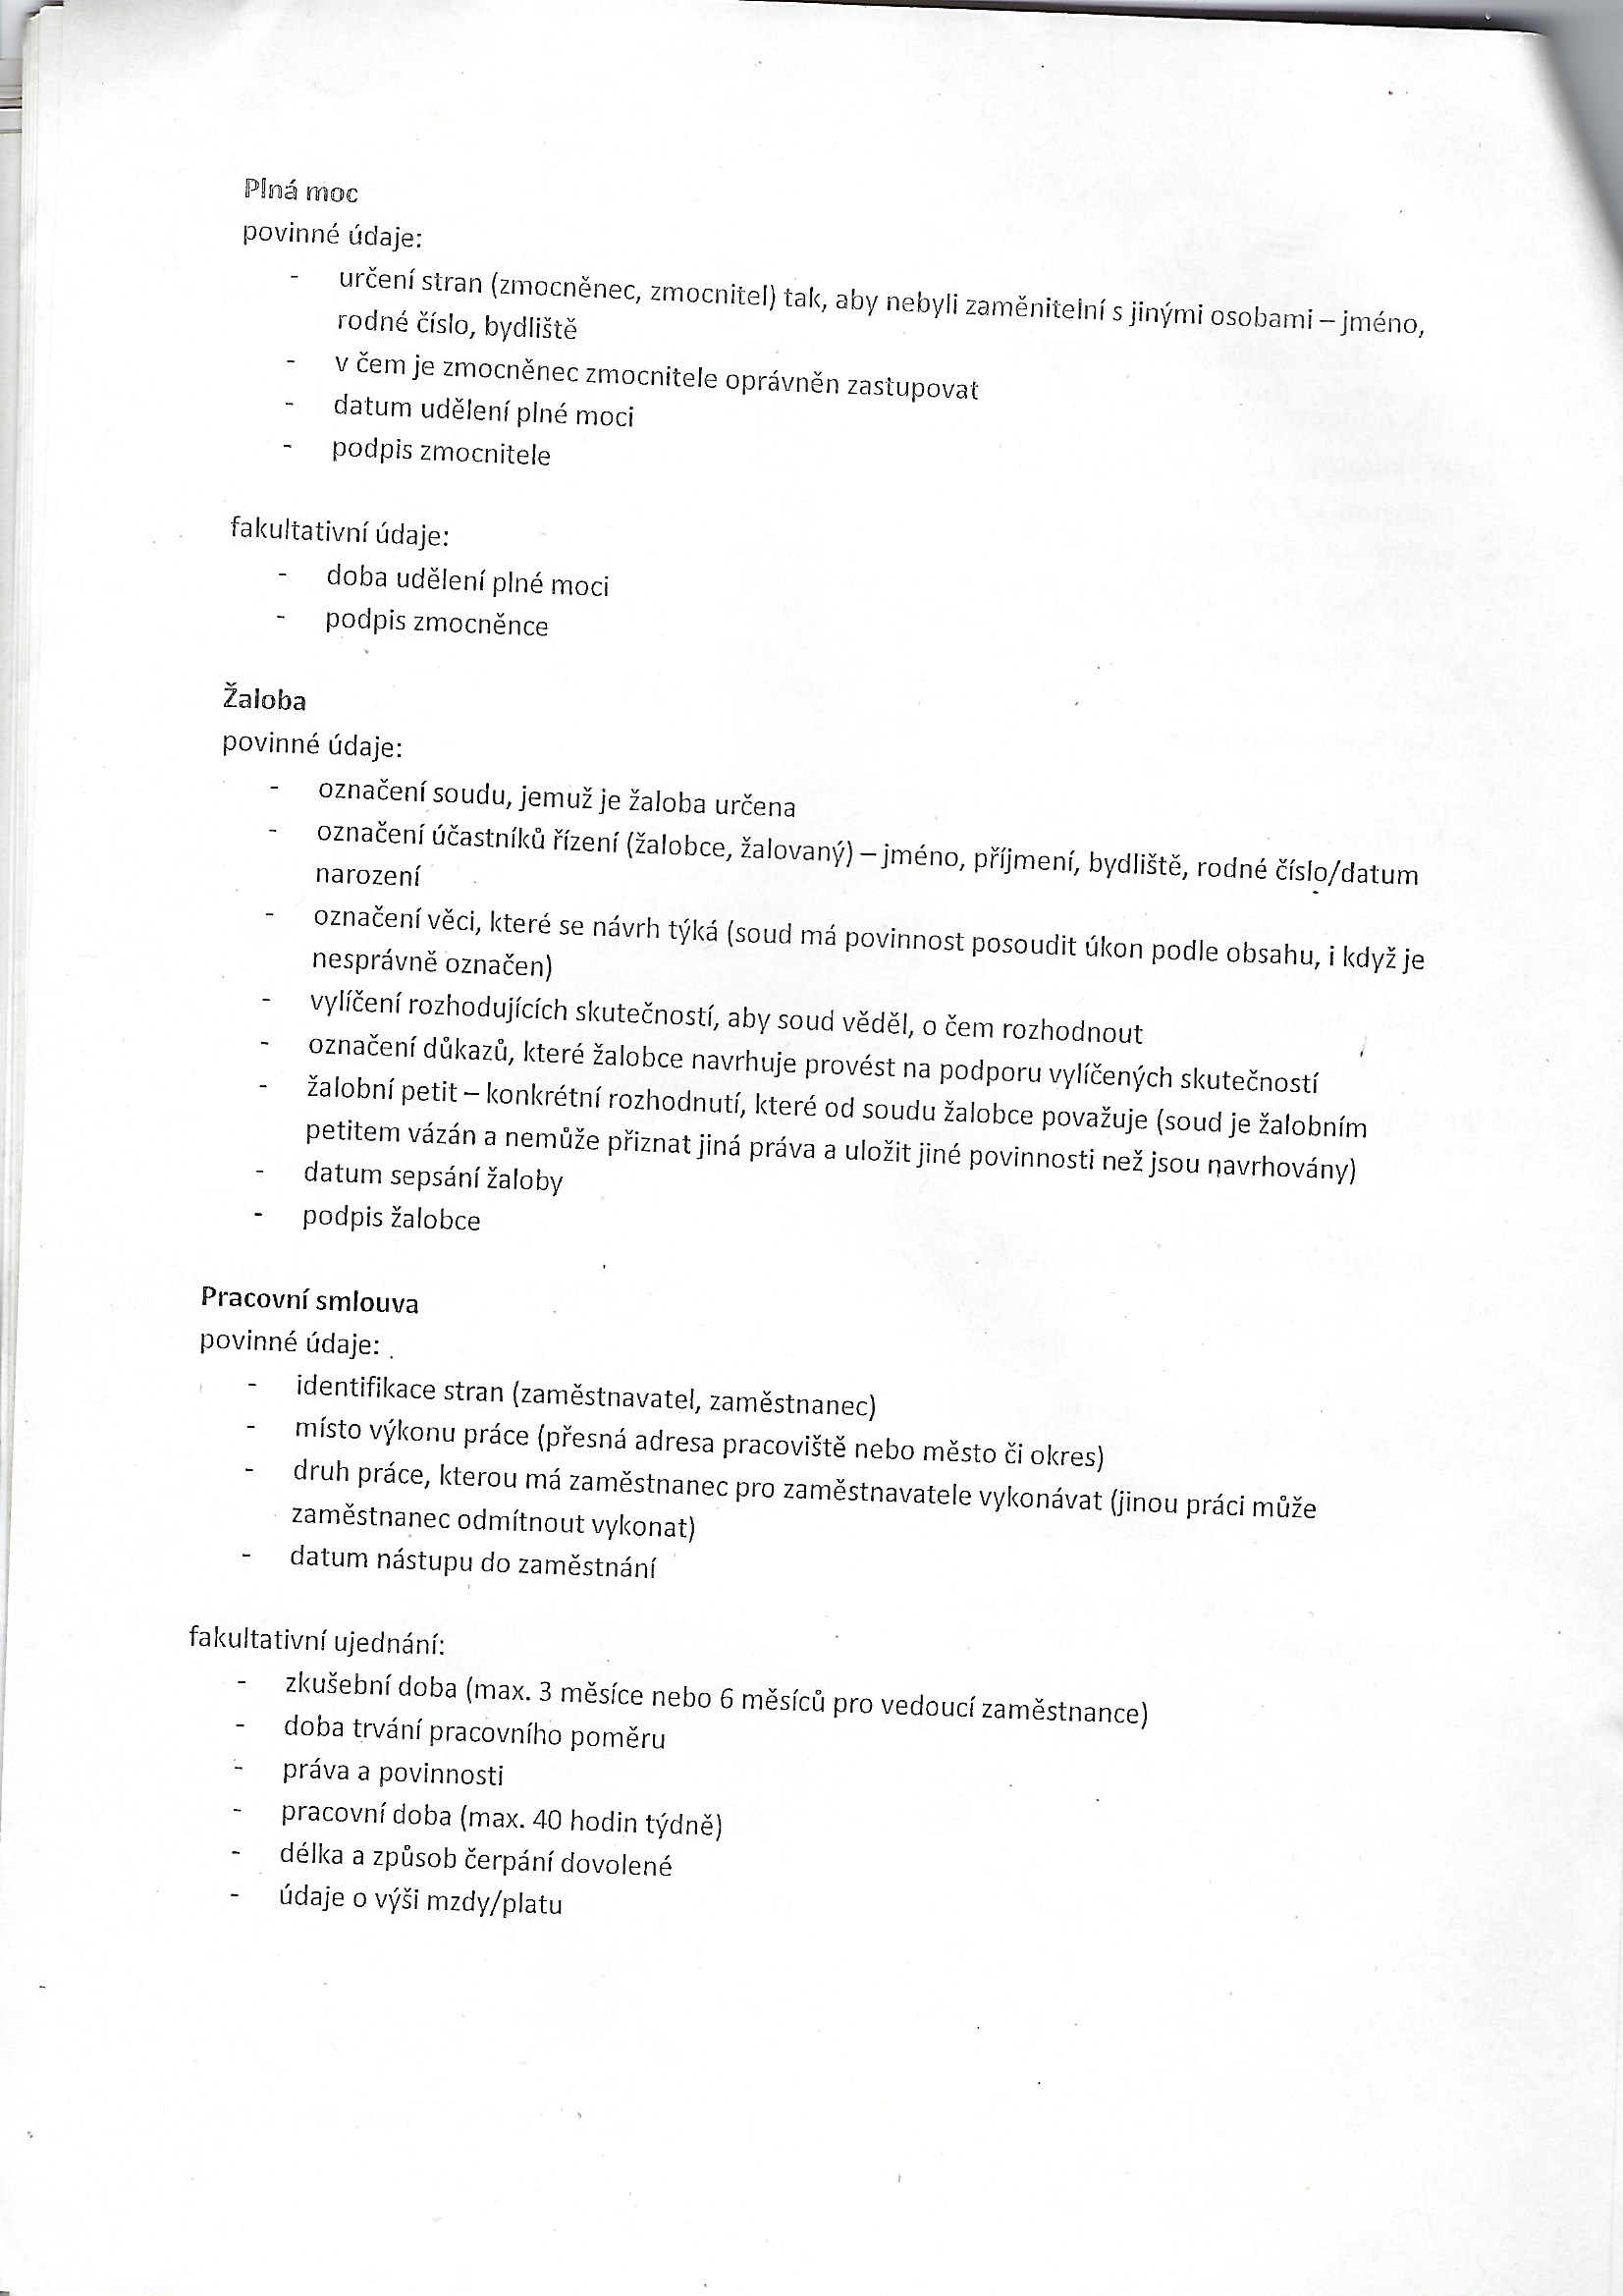 Plná moc
povinné údaje:
- určení stran (zmocněnec, zmocnitel) tak, aby nebyli zaměnitelní s jinými osobami – jméno,
rodné číslo, bydliště
- v čem je zmocněnec zmocnitele oprávněn zastupovat
- datum udělení plné moci
- podpis zmocnitele
fakultativní údaje:
- doba udělení plné moci
- podpis zmocněnce
Žaloba
povinné údaje:
- označení soudu, jemuž je žaloba určena
- označení účastníků řízení (žalobce, žalovaný) – jméno, příjmení, bydliště, rodné číslo/datum
narození
- označení věci, které se návrh týká (soud má povinnost posoudit úkon podle obsahu, i když je
nesprávně označen)
- vylíčení rozhodujících skutečností, aby soud věděl, o čem rozhodnout
- označení důkazů, které žalobce navrhuje provést na podporu vylíčených skutečností
- žalobní petit – konkrétní rozhodnutí, které od soudu žalobce považuje (soud je žalobním
petitem vázán a nemůže přiznat jiná práva a uložit jiné povinnosti než jsou navrhovány)
- datum sepsání žaloby
- podpis žalobce
Pracovní smlouva
povinné údaje:
- identifikace stran (zaměstnavatel, zaměstnanec)
- místo výkonu práce (přesná adresa pracoviště nebo město či okres)
- druh práce, kterou má zaměstnanec pro zaměstnavatele vykonávat (jinou práci může
zaměstnanec odmítnout vykonat)
- datum nástupu do zaměstnání
fakultativní ujednání:
- zkušební doba (max. 3 měsíce nebo 6 měsíců pro vedoucí zaměstnance)
- doba trvání pracovního poměru
- práva a povinnosti
- pracovní doba (max. 40 hodin týdně)
- délka a způsob čerpání dovolené
- údaje o výši mzdy/platu